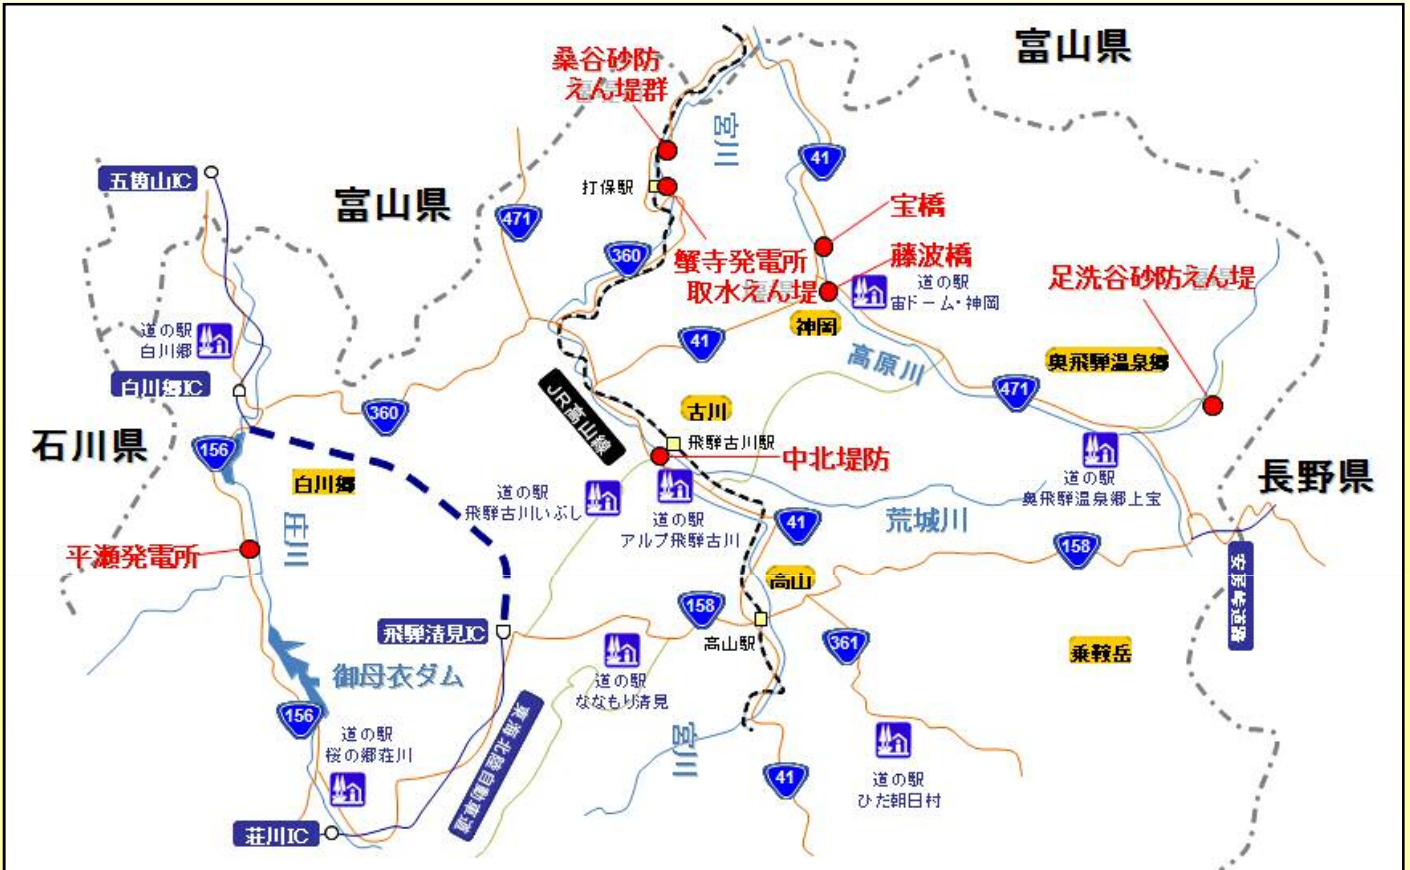 富山県
桑谷砂防
えん堤群
宮川
41
五箇山IC
富山県
打保駅
471
宝橋
360
蟹寺発電所
取水えん堤
藤波橋
道の駅
宙ドーム・神岡
足洗谷砂防えん堤
神岡
道の駅
白川郷
41
高原川
奥飛騨温泉郷
白川郷IC
471
360
JR高山線
古川
石川県
156
飛騨古川駅
中北堤防
白川郷
道の駅
飛騨古川いぶし
道の駅
アルプ飛騨古川
道の駅
奥飛騨温泉郷上宝
長野県
荒城川
41
庄川
平瀬発電所
158
安房峠道路
高山
158
飛騨清見IC
高山駅
361
乗鞍岳
御母衣ダム
道の駅
ななもり清見
156
道の駅
桜の郷荘川
東海北陸自動車道
宮川
41
道の駅
ひだ朝日村
荘川IC